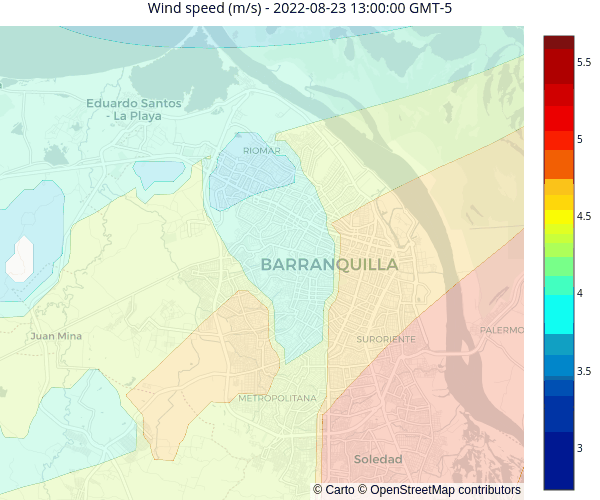 Wind speed (m/s) - 2022-08-23 13:00:00 GMT-5
5.5
Eduardo Santos
- La Playa
RIOMAR
5
4.5
BARRANQUILLA
4
Juan Mina
SURORIENTE
PALERMO
3.5
METROPOLITANA
3
Soledad
© Carto © OpenStreetMap contributors